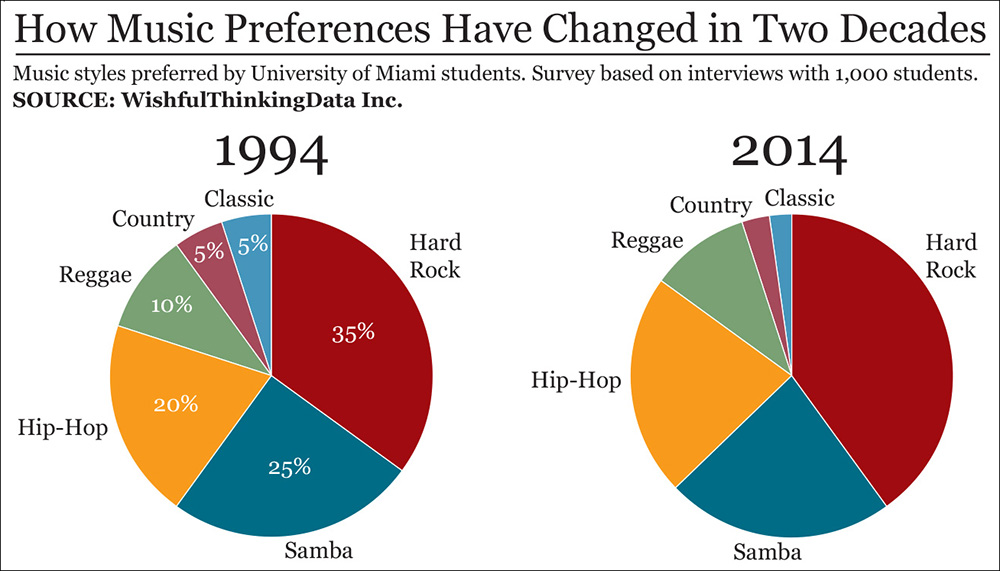 How Music Preferences Have Changed in Two Decades
Music styles preferred by University of Miami students. Survey based on interviews with 1,000 students.
SOURCE: WishfulThinkingData Inc.
1994
Classic
Country
Reggae
Hip-Hop
Samba
Hard
Rock
5%
5%
10%
20%
25%
35%
2014
Classic
Country
Reggae
Hip-Hop
Samba
Hard
Rock